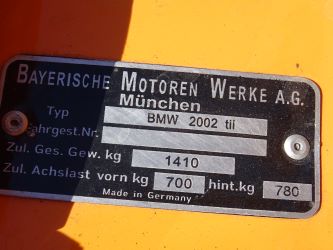 BAYERISCHE MOTOREN WERKE A.G.
München
Typ BMW 2002 tii
Fahrgest.Nr.
Zul. Ges. Gew. kg 1410
Zul. Achslast vorn kg 700 hint.kg 780
Made in Germany